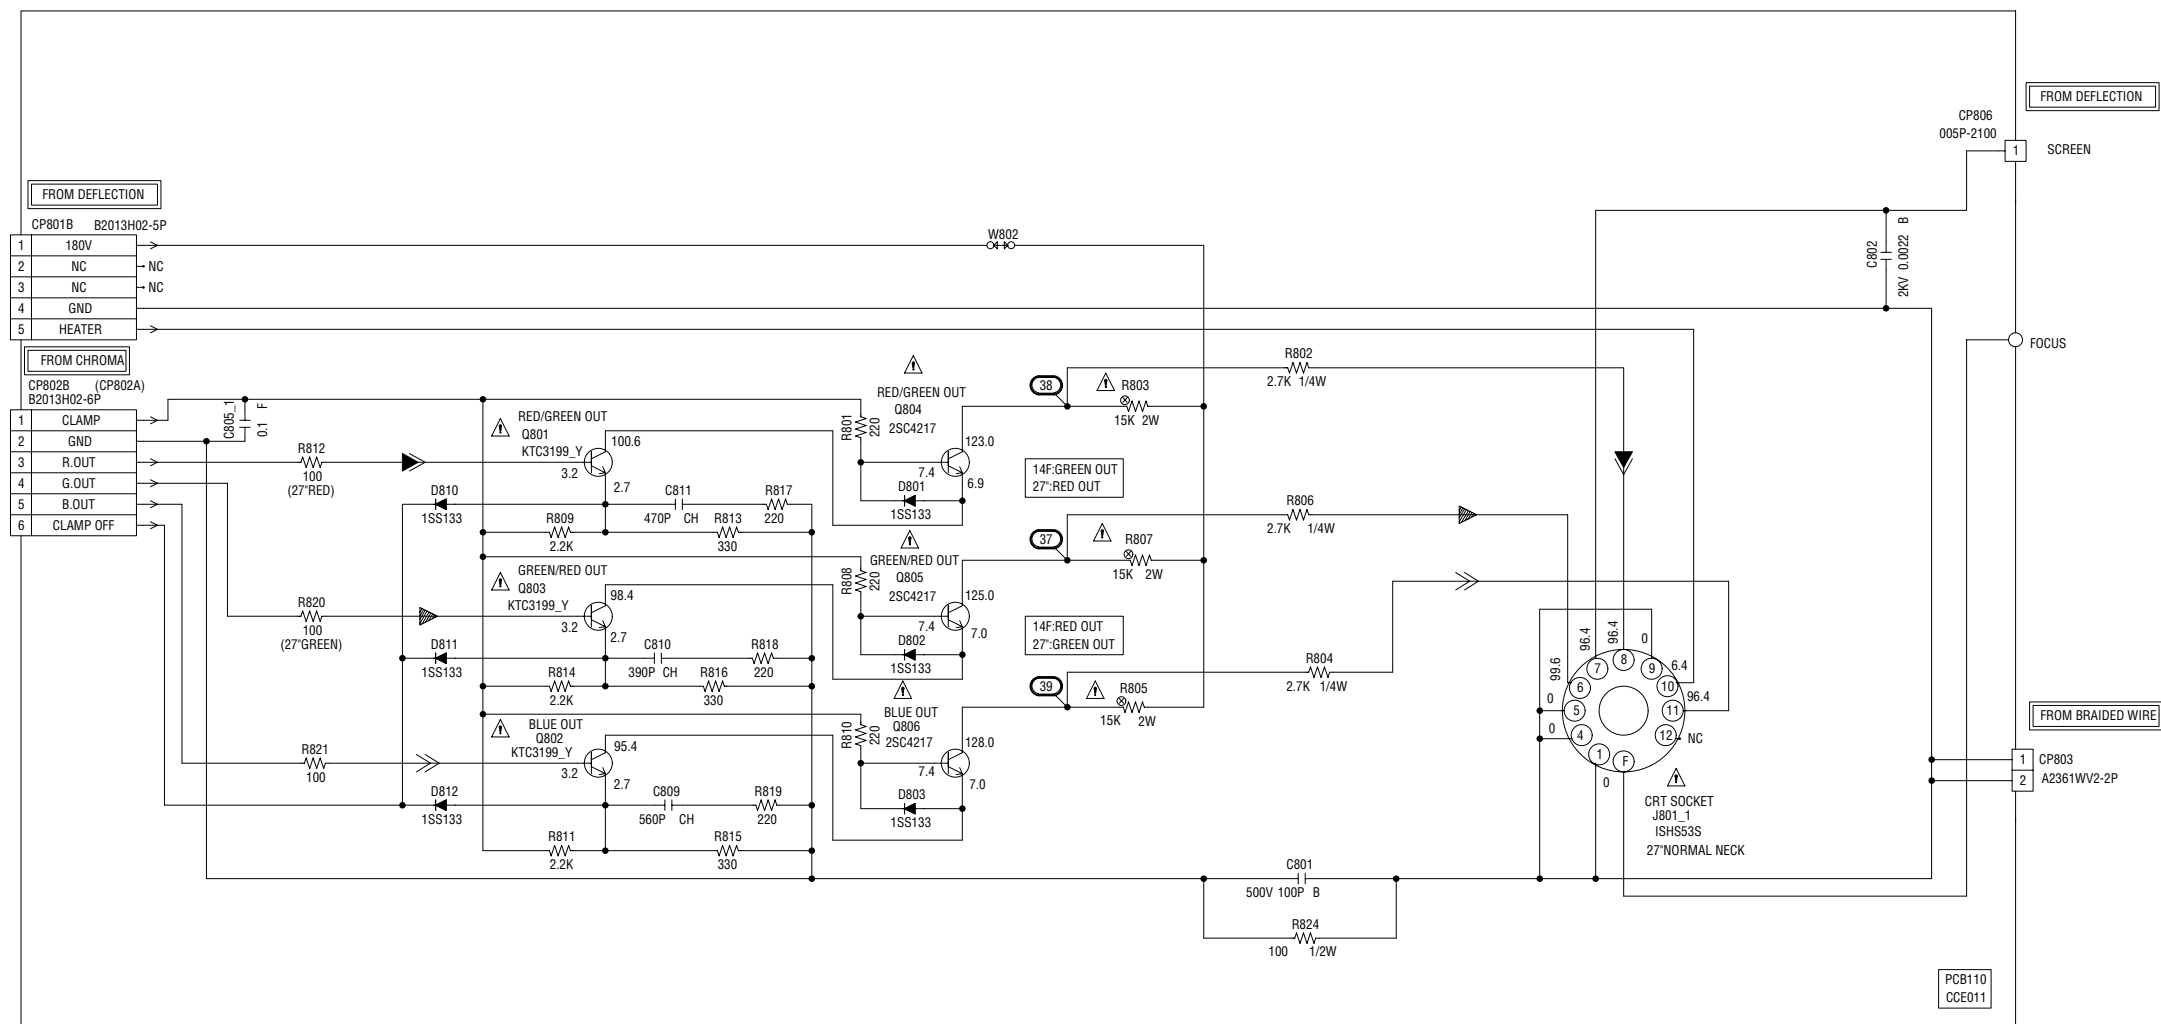 FROM DEFLECTION
CP806
005P-2100
1 SCREEN
FROM DEFLECTION
CP801B B2013H02-5P
1 180V
2 NC NC
3 NC NC
4 GND
5 HEATER
W802
C802
2KV 0.0022 B
FOCUS
FROM CHROMA
CP802B (CP802A)
B2013H02-6P
1 CLAMP
2 GND
3 R.OUT
4 G.OUT
5 B.OUT
6 CLAMP OFF
C805_1
0.1 F
R812
100
(27"RED)
RED/GREEN OUT
Q801
KTC3199_Y
100.6
3.2
2.7
D810
1SS133
C811
470P CH
R817
220
R809
2.2K
R813
330
RED/GREEN OUT
Q804
2SC4217
R801
220
123.0
7.4
6.9
D801
1SS133
38
R803
15K 2W
R802
2.7K 1/4W
14F:GREEN OUT
27":RED OUT
R820
100
(27"GREEN)
GREEN/RED OUT
Q803
KTC3199_Y
98.4
3.2
2.7
D811
1SS133
C810
390P CH
R818
220
R814
2.2K
R816
330
GREEN/RED OUT
Q805
2SC4217
R808
220
125.0
7.4
7.0
D802
1SS133
37
R807
15K 2W
R806
2.7K 1/4W
14F:RED OUT
27":GREEN OUT
R821
100
BLUE OUT
Q802
KTC3199_Y
95.4
3.2
2.7
D812
1SS133
C809
560P CH
R819
220
R811
2.2K
R815
330
BLUE OUT
Q806
2SC4217
R810
220
128.0
7.4
7.0
D803
1SS133
39
R805
15K 2W
R804
2.7K 1/4W
99.6
96.4
96.4
0
6.4
96.4
0
0
0
7
8
9
6
10
5
11
4
12
1
F
NC
CRT SOCKET
J801_1
ISHS53S
27"NORMAL NECK
FROM BRAIDED WIRE
1 CP803
2 A2361WV2-2P
C801
500V 100P B
R824
100 1/2W
PCB110
CCE011